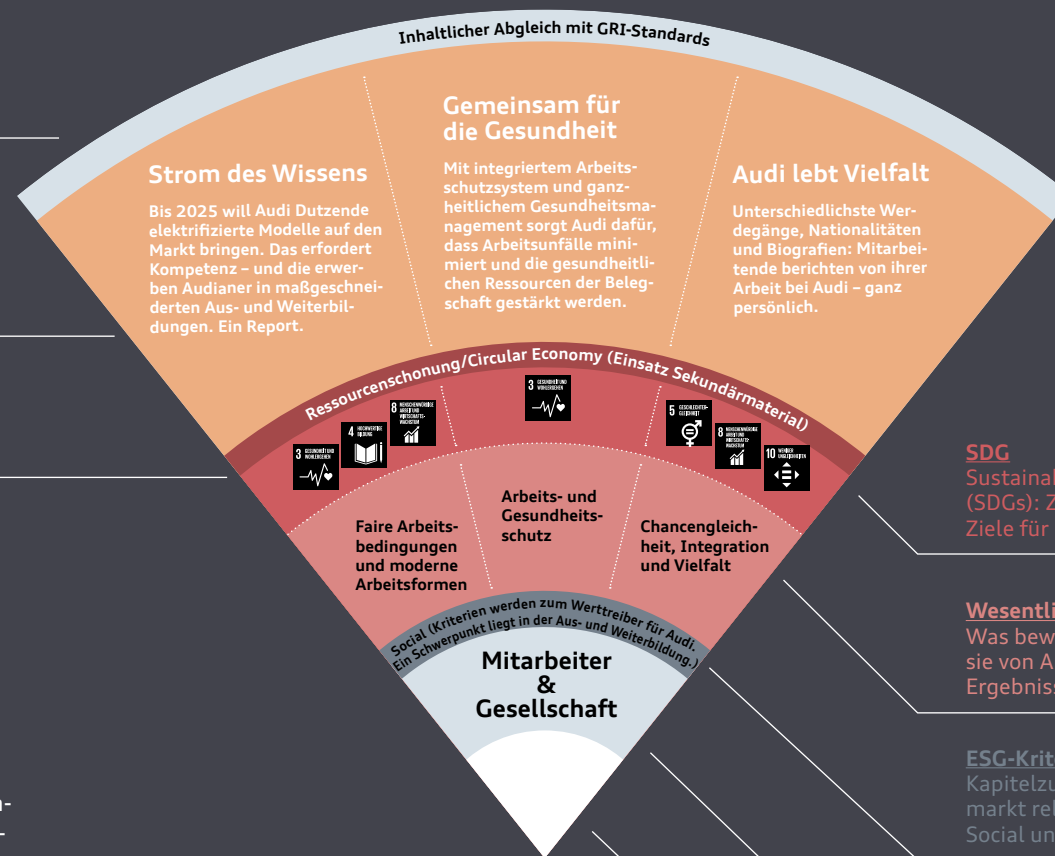 Inhaltlicher Abgleich mit GRI-Standards
Strom des Wissens
Bis 2025 will Audi Dutzende
elektrifizierte Modelle auf den
Markt bringen. Das erfordert
Kompetenz – und die erwer-
ben Audianer in maßgeschnei-
derten Aus- und Weiterbil-
dungen. Ein Report.
Gemeinsam für
die Gesundheit
Mit integriertem Arbeits-
schutzsystem und ganz-
heitlichem Gesundheitsma-
nagement sorgt Audi dafür,
dass Arbeitsunfälle mini-
miert und die gesundheitli-
chen Ressourcen der Beleg-
schaft gestärkt werden.
Audi lebt Vielfalt
Unterschiedlichste Wer-
degänge, Nationalitäten
und Biografien: Mitarbei-
tende berichten von ihrer
Arbeit bei Audi – ganz
persönlich.
Ressourcenschonung/Circular Economy (Einsatz Sekundärmaterial)
3 GESUNDHEIT UND
WOHLERGEHEN
4 HOCHWERTIGE
BILDUNG
8 MENSCHENWÜRDIGE
ARBEIT UND
WIRTSCHAFTS-
WACHSTUM
3 GESUNDHEIT UND
WOHLERGEHEN
5 GESCHLECHTER-
GLEICHHEIT
8 MENSCHENWÜRDIGE
ARBEIT UND
WIRTSCHAFTS-
WACHSTUM
10 WENIGER
UNGLEICHHEITEN
Faire Arbeits-
bedingungen
und moderne
Arbeitsformen
Arbeits- und
Gesundheits-
schutz
Chancengleich-
heit, Integration
und Vielfalt
Social (Kriterien werden zum Werttreiber für Audi.
Ein Schwerpunkt liegt in der Aus- und Weiterbildung.)
Mitarbeiter
&
Gesellschaft
SDG
Sustainal
(SDGs): Z
Ziele für
Wesentli
Was bew
sie von A
Ergebniss
ESG-Krit
Kapitelzu
markt rel
Social un